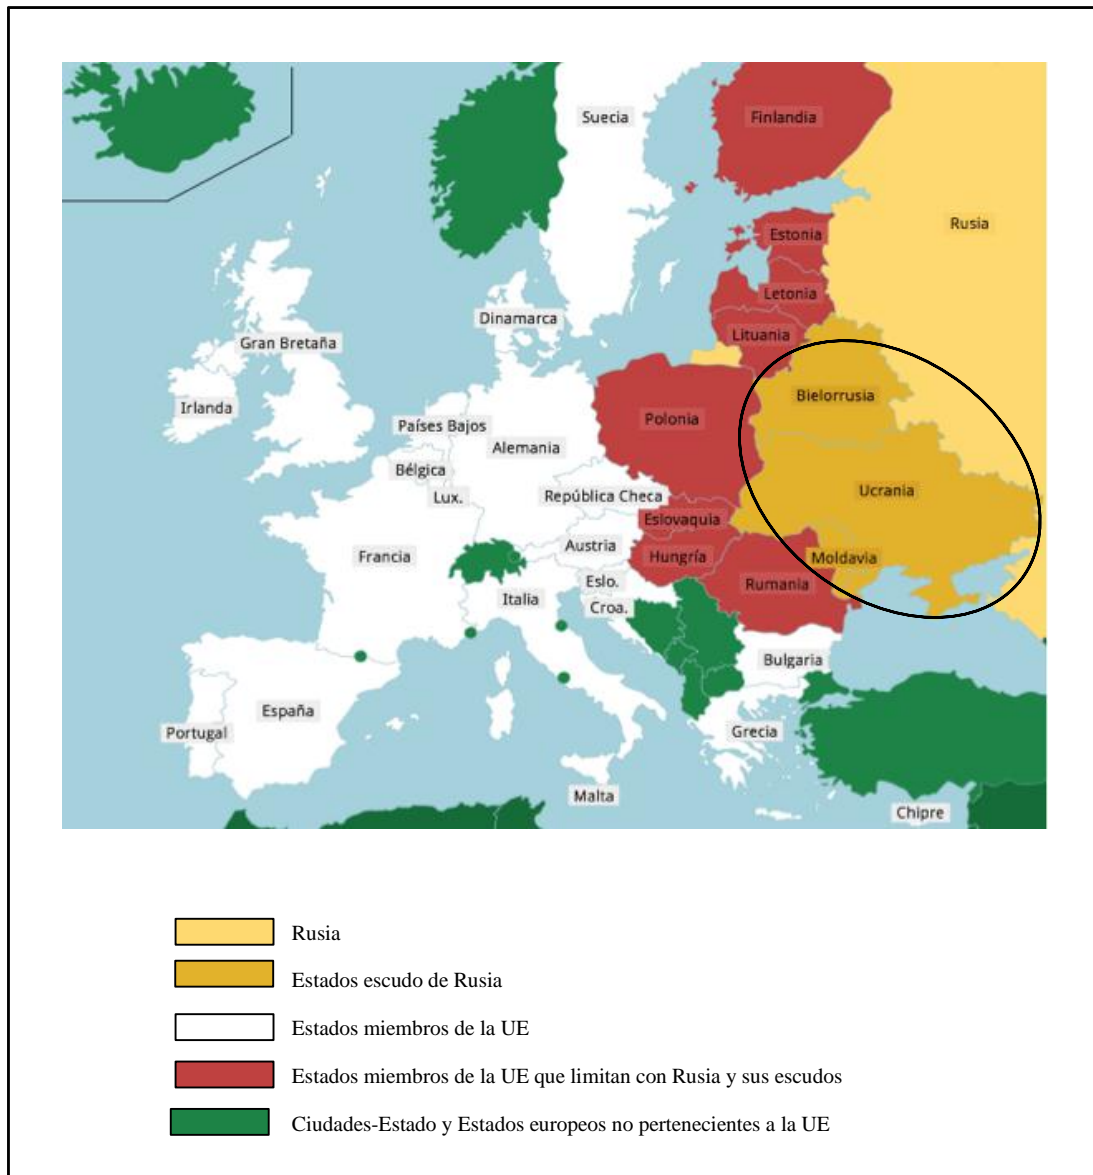 Suecia
Finlandia
Rusia
Estonia
Letonia
Dinamarca
Lituania
Gran Bretaña
Bielorrusia
Irlanda
Polonia
Países Bajos
Alemania
Bélgica
Ucrania
Lux.
República Checa
Eslovaquia
Austria
Francia
Hungría
Moldavia
Eslo.
Rumania
Italia
Croa.
Bulgaria
España
Portugal
Grecia
Malta
Chipre
Rusia
Estados escudo de Rusia
Estados miembros de la UE
Estados miembros de la UE que limitan con Rusia y sus escudos
Ciudades-Estado y Estados europeos no pertenecientes a la UE